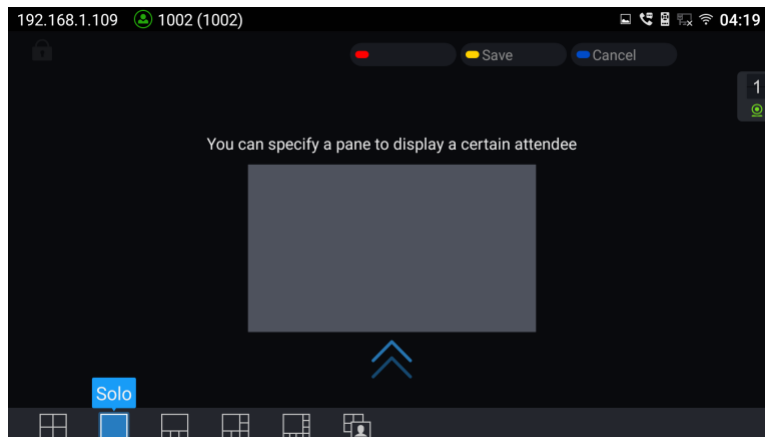 192.168.1.109 1002 (1002) 04:19
Save Cancel
1
You can specify a pane to display a certain attendee
Solo